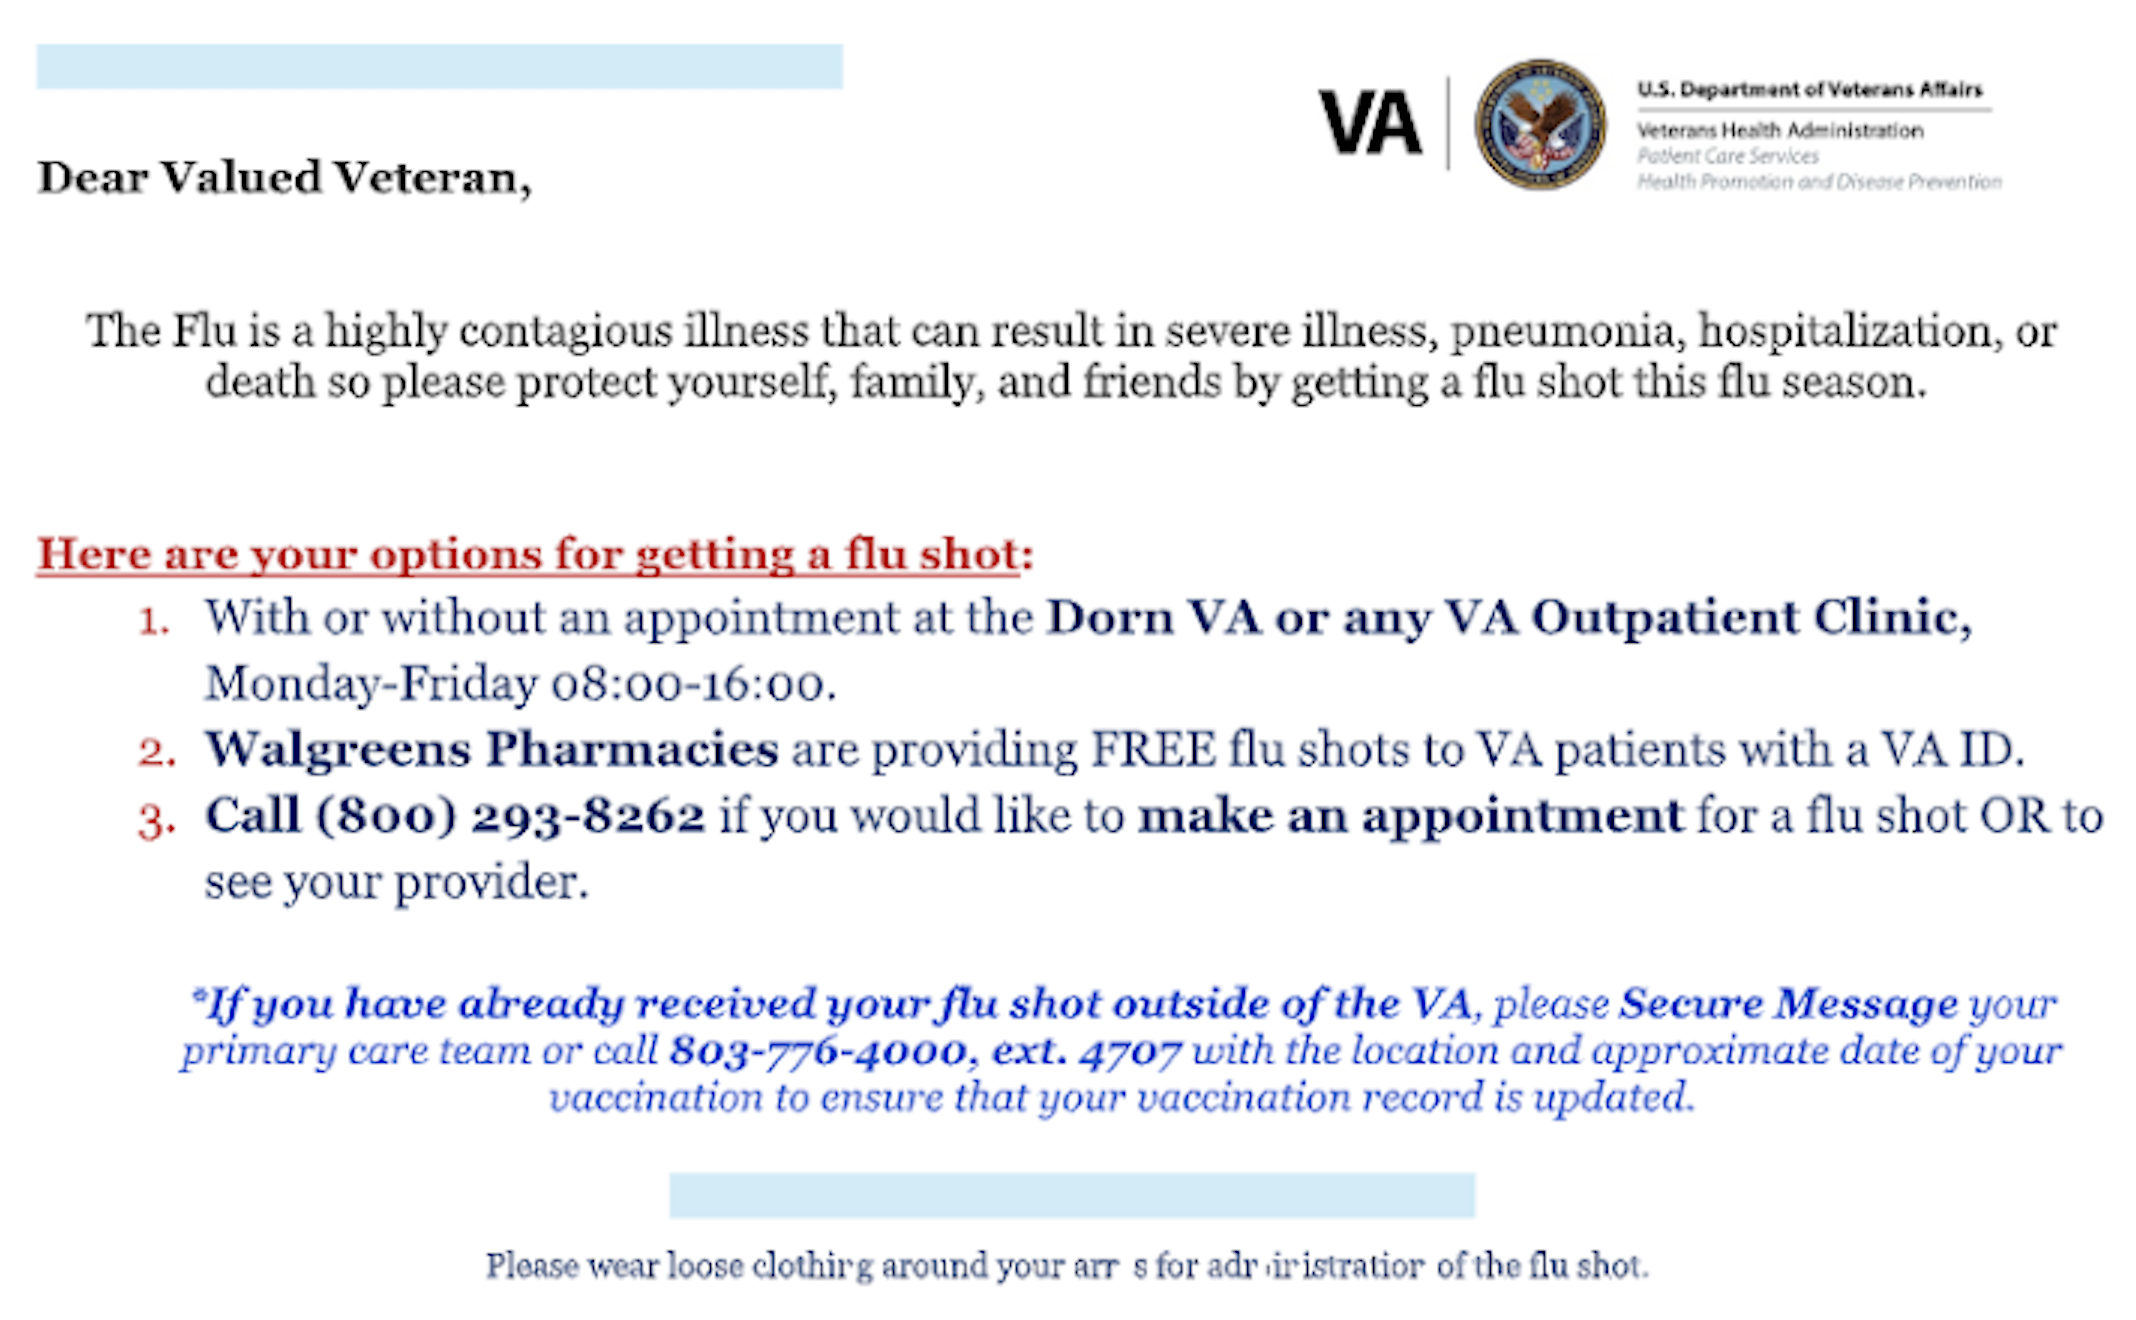 VA
U.S. Department of Veterans Affairs
Veterans Health Administration
Patient Care Services
Health Promotion and Disease Prevention
Dear Valued Veteran,
The Flu is a highly contagious illness that can result in severe illness, pneumonia, hospitalization, or
death so please protect yourself, family, and friends by getting a flu shot this flu season.
Here are your options for getting a flu shot:
1. With or without an appointment at the Dorn VA or any VA Outpatient Clinic,
Monday-Friday 08:00-16:00.
2. Walgreens Pharmacies are providing FREE flu shots to VA patients with a VA ID.
3. Call (800) 293-8262 if you would like to make an appointment for a flu shot OR to
see your provider.
*If you have already received your flu shot outside of the VA, please Secure Message your
primary care team or call 803-776-4000, ext. 4707 with the location and approximate date of your
vaccination to ensure that your vaccination record is updated.
Please wear loose clothing around your arms for administration of the flu shot.